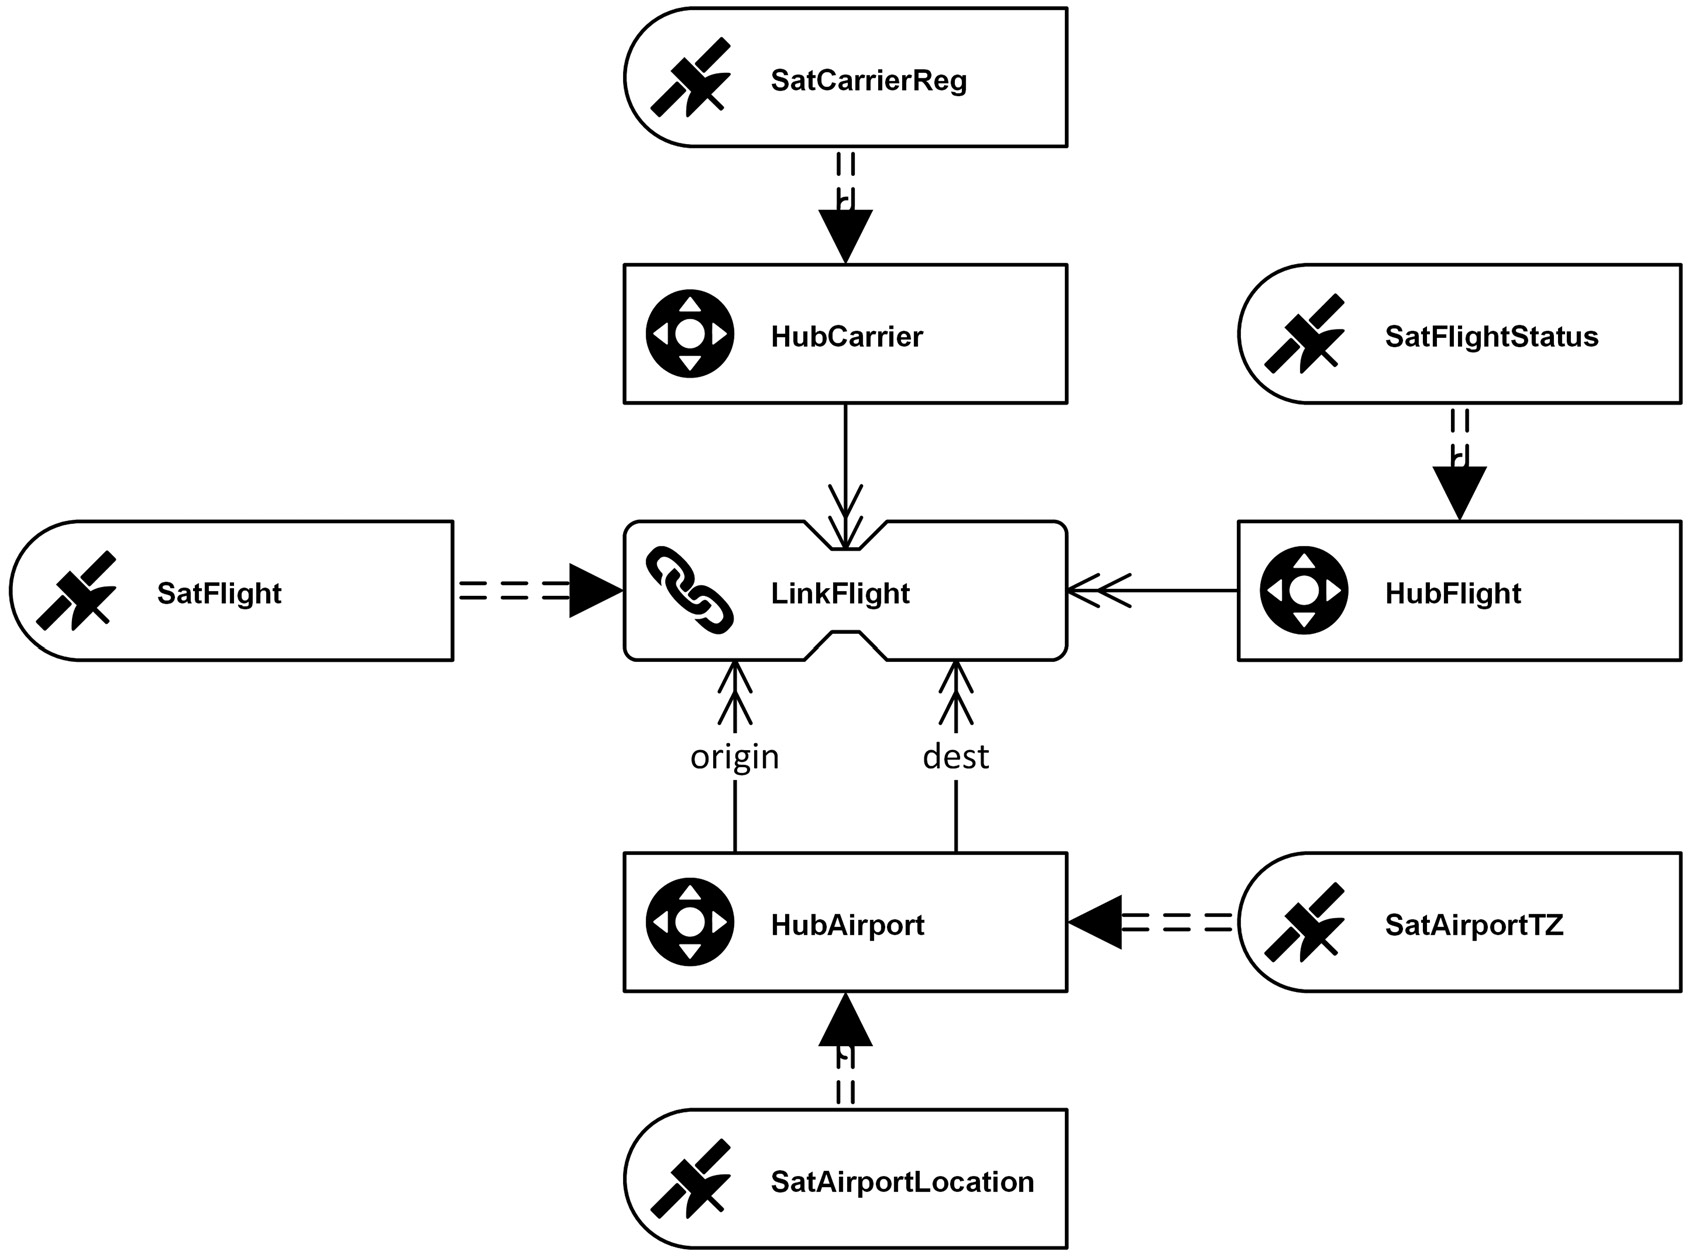 SatCarrierReg
HubCarrier
SatFlightStatus
SatFlight
LinkFlight
HubFlight
origin
dest
HubAirport
SatAirportTZ
SatAirportLocation